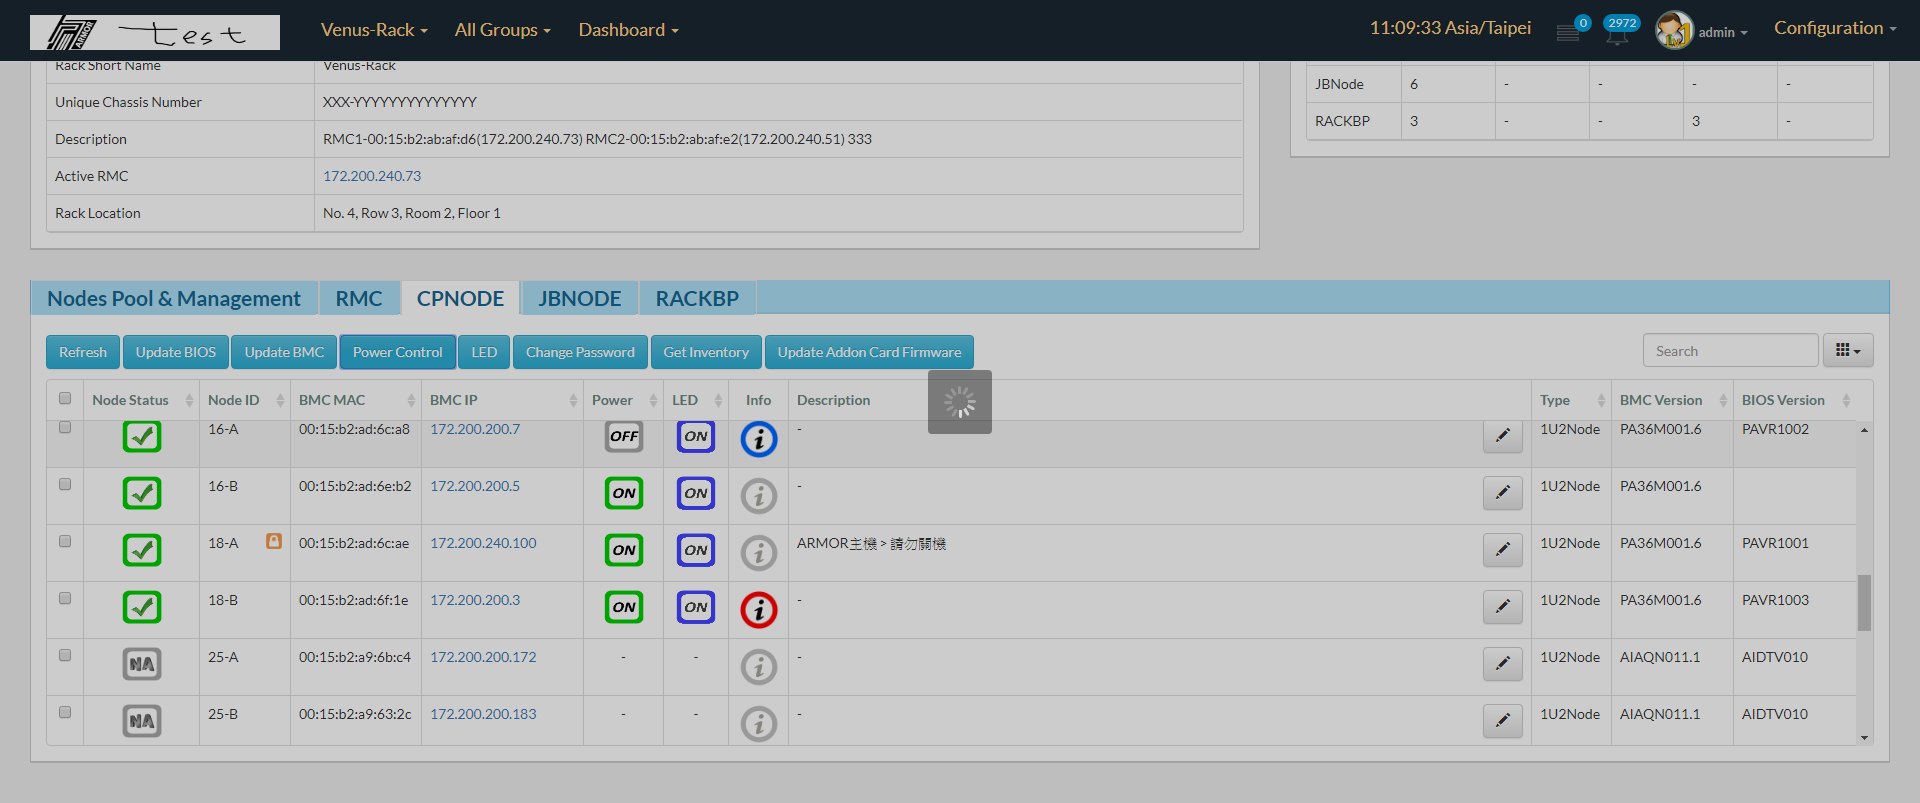 ARMOR test Venus-Rack All Groups Dashboard 11:09:33 Asia/Taipei 0 2972 admin Configuration
Rack Short Name Venus-Rack
Unique Chassis Number XXX-YYYYYYYYYYYYYY
Description RMC1-00:15:b2:ab:af:d6(172.200.240.73) RMC2-00:15:b2:ab:af:e2(172.200.240.51) 333
Active RMC 172.200.240.73
Rack Location No. 4, Row 3, Room 2, Floor 1
JBNode 6 - - - -
RACKBP 3 - - 3 -
Nodes Pool & Management RMC CPNODE JBNODE RACKBP
Refresh Update BIOS Update BMC Power Control LED Change Password Get Inventory Update Addon Card Firmware Search
Node Status Node ID BMC MAC BMC IP Power LED Info Description Type BMC Version BIOS Version
16-A 00:15:b2:ad:6c:a8 172.200.200.7 OFF ON i - 1U2Node PA36M001.6 PAVR1002
16-B 00:15:b2:ad:6e:b2 172.200.200.5 ON ON i - 1U2Node PA36M001.6
18-A 00:15:b2:ad:6c:ae 172.200.240.100 ON ON i ARMOR主機 > 請勿關機 1U2Node PA36M001.6 PAVR1001
18-B 00:15:b2:ad:6f:1e 172.200.200.3 ON ON i - 1U2Node PA36M001.6 PAVR1003
NA 25-A 00:15:b2:a9:6b:c4 172.200.200.172 - - i - 1U2Node AIAQN011.1 AIDTV010
NA 25-B 00:15:b2:a9:63:2c 172.200.200.183 - - i - 1U2Node AIAQN011.1 AIDTV010